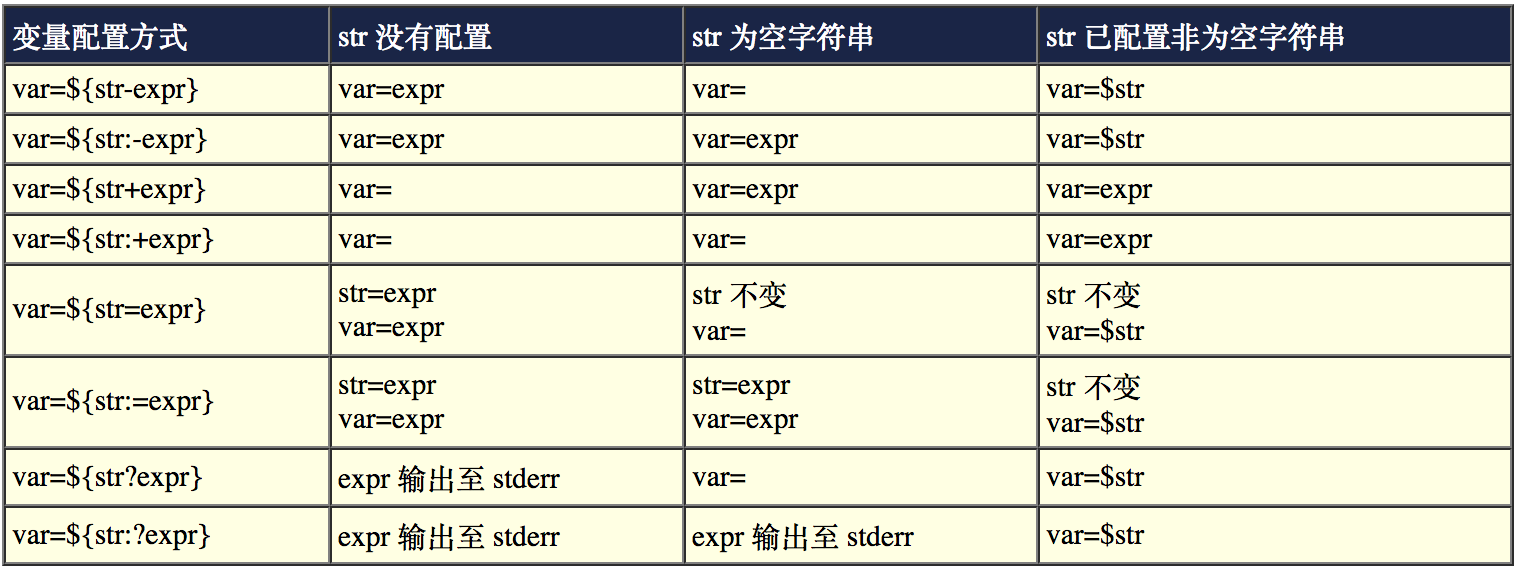 变量配置方式 str 没有配置 str 为空字符串 str 已配置非为空字符串
var=${str-expr} var=expr var= var=$str
var=${str:-expr} var=expr var=expr var=$str
var=${str+expr} var= var=expr var=expr
var=${str:+expr} var= var= var=expr
var=${str=expr} str=expr str 不变 str 不变
var=expr var= var=$str
var=${str:=expr} str=expr str=expr str 不变
var=expr var=expr var=$str
var=${str?expr} expr 输出至 stderr var= var=$str
var=${str:?expr} expr 输出至 stderr expr 输出至 stderr var=$str